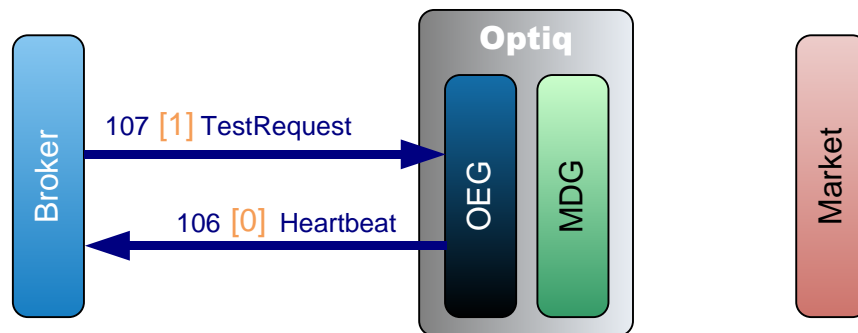 Optiq
107 [1] TestRequest
106 [0] Heartbeat
Broker
OEG
MDG
Market